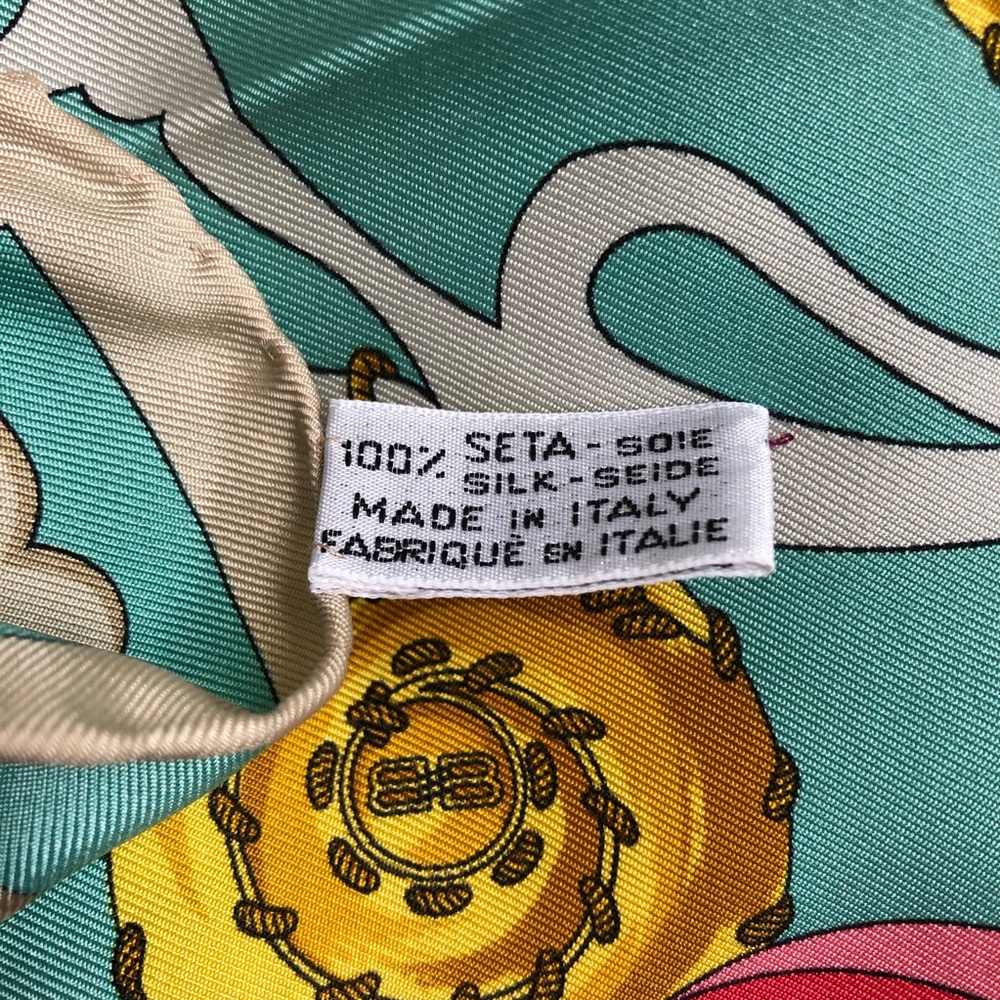 100% SETA - SOIE
SILK - SEIDE
MADE IN ITALY
FABRIQUÉ EN ITALIE